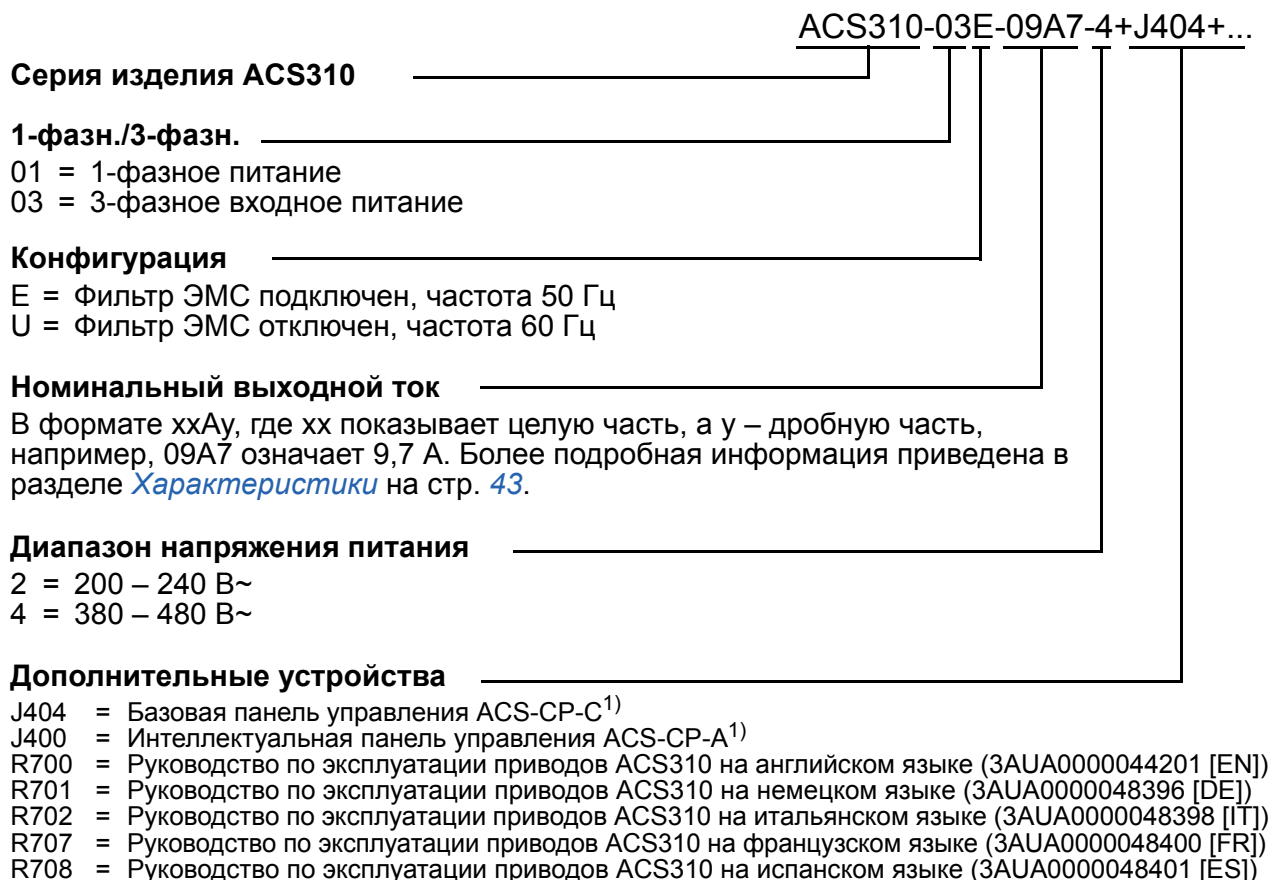 ACS310-03E-09A7-4+J404+...
Серия изделия ACS310
1-фазн./3-фазн.
01 = 1-фазное питание
03 = 3-фазное входное питание
Конфигурация
E = Фильтр ЭМС подключен, частота 50 Гц
U = Фильтр ЭМС отключен, частота 60 Гц
Номинальный выходной ток
В формате xxAy, где xx показывает целую часть, а y – дробную часть,
например, 09A7 означает 9,7 А. Более подробная информация приведена в
разделе Характеристики на стр. 43.
Диапазон напряжения питания
2 = 200 – 240 В~
4 = 380 – 480 В~
Дополнительные устройства
J404 = Базовая панель управления ACS-CP-C1)
J400 = Интеллектуальная панель управления ACS-CP-A1)
R700 = Руководство по эксплуатации приводов ACS310 на английском языке (3AUA0000044201 [EN])
R701 = Руководство по эксплуатации приводов ACS310 на немецком языке (3AUA0000048396 [DE])
R702 = Руководство по эксплуатации приводов ACS310 на итальянском языке (3AUA0000048398 [IT])
R707 = Руководство по эксплуатации приводов ACS310 на французском языке (3AUA0000048400 [FR])
R708 = Руководство по эксплуатации приводов ACS310 на испанском языке (3AUA0000048401 [ES])